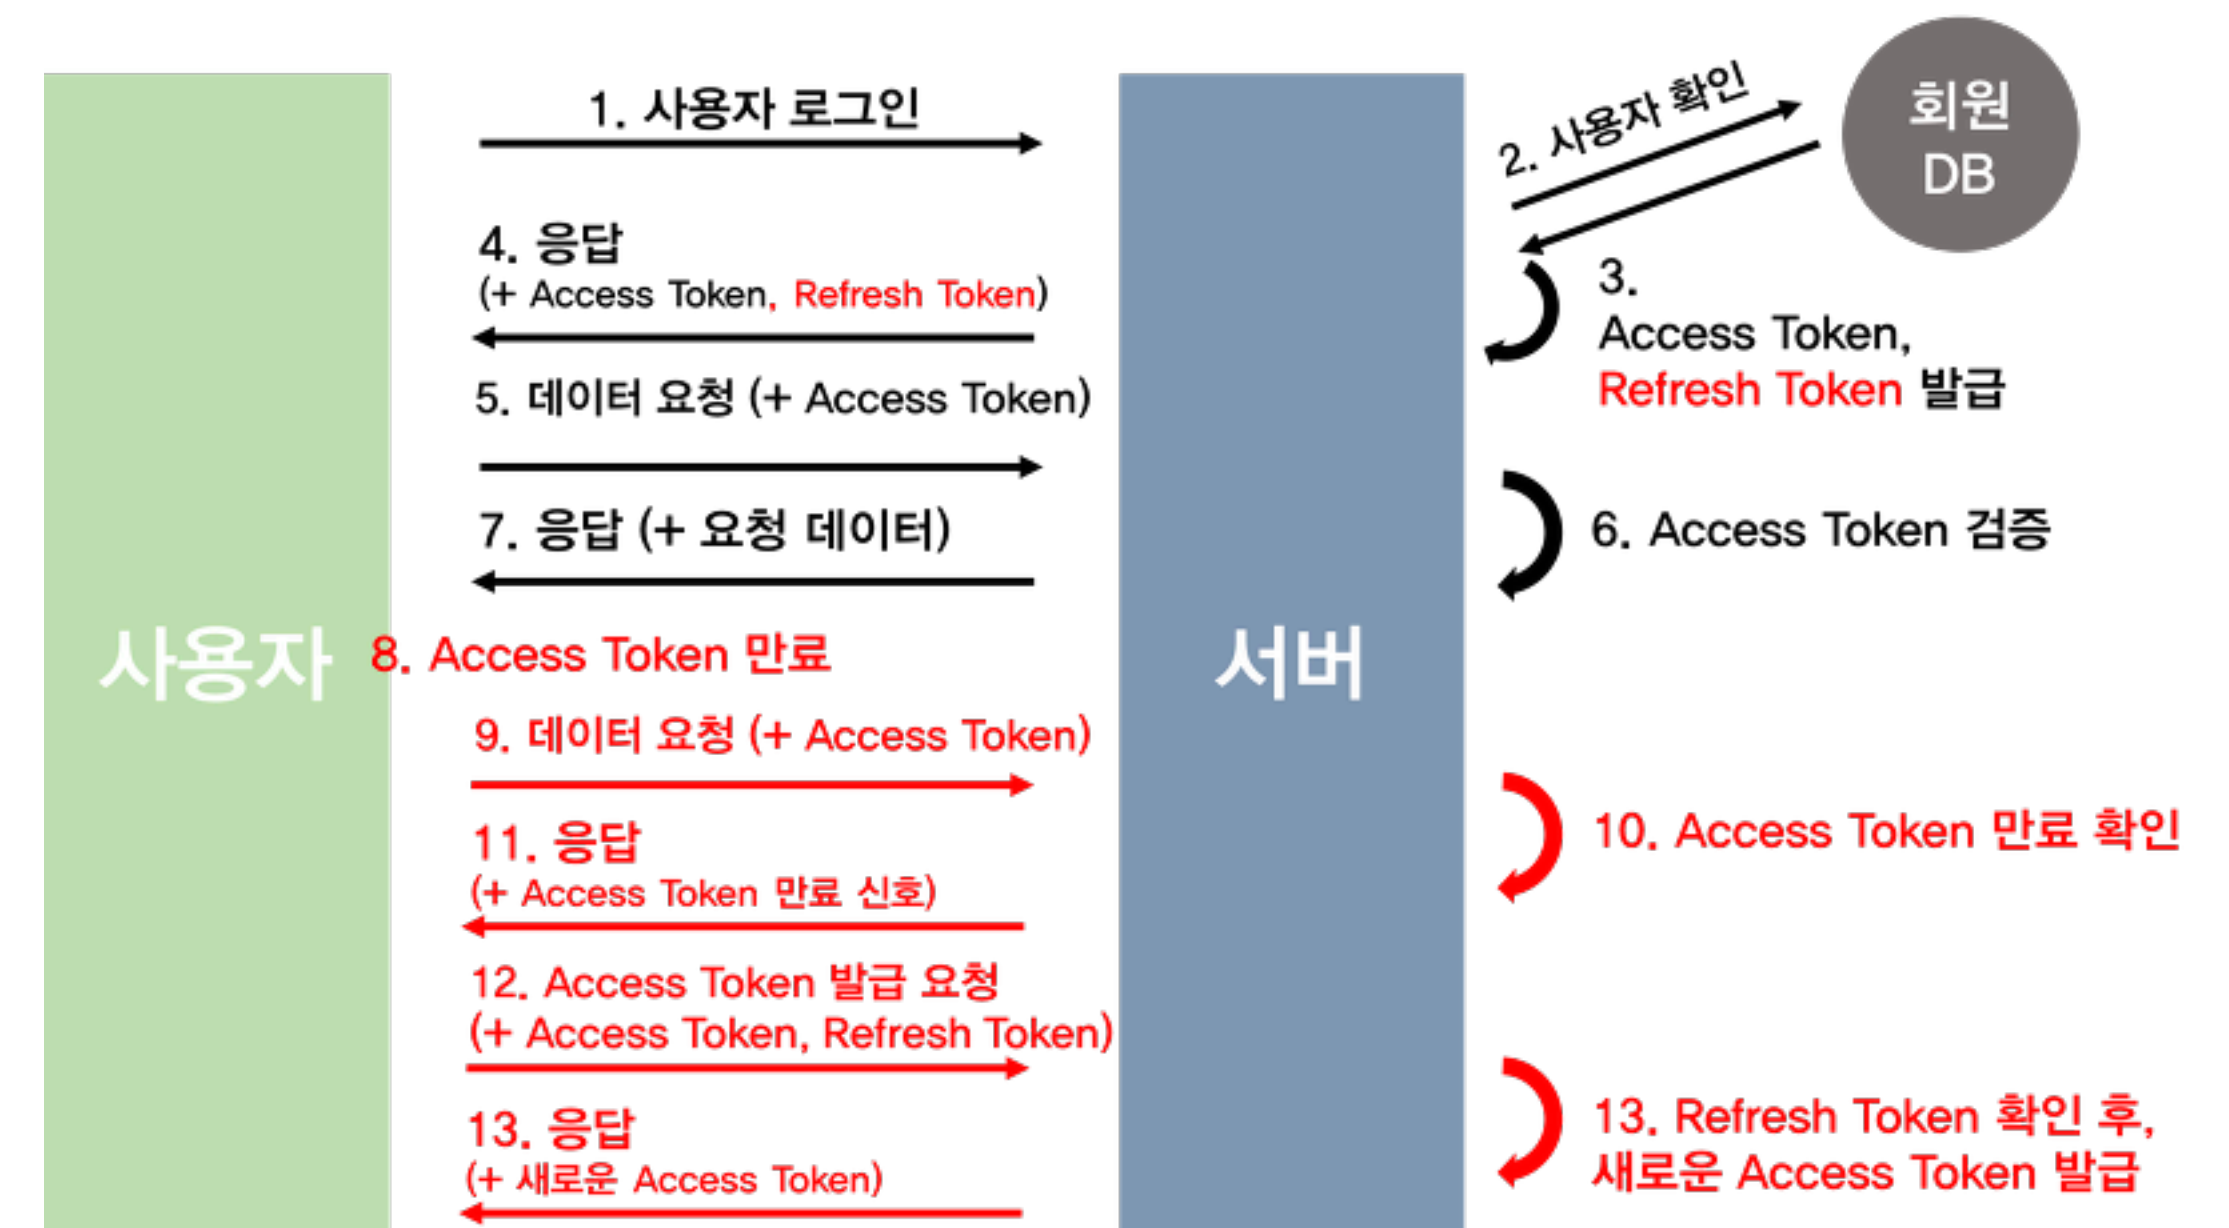 1. 사용자 로그인
2. 사용자 확인
회원
DB
4. 응답
(+ Access Token, Refresh Token)
3.
Access Token,
Refresh Token 발급
5. 데이터 요청 (+ Access Token)
7. 응답 (+ 요청 데이터)
6. Access Token 검증
사용자
8. Access Token 만료
서버
9. 데이터 요청 (+ Access Token)
11. 응답
(+ Access Token 만료 신호)
10. Access Token 만료 확인
12. Access Token 발급 요청
(+ Access Token, Refresh Token)
13. 응답
(+ 새로운 Access Token)
13. Refresh Token 확인 후,
새로운 Access Token 발급